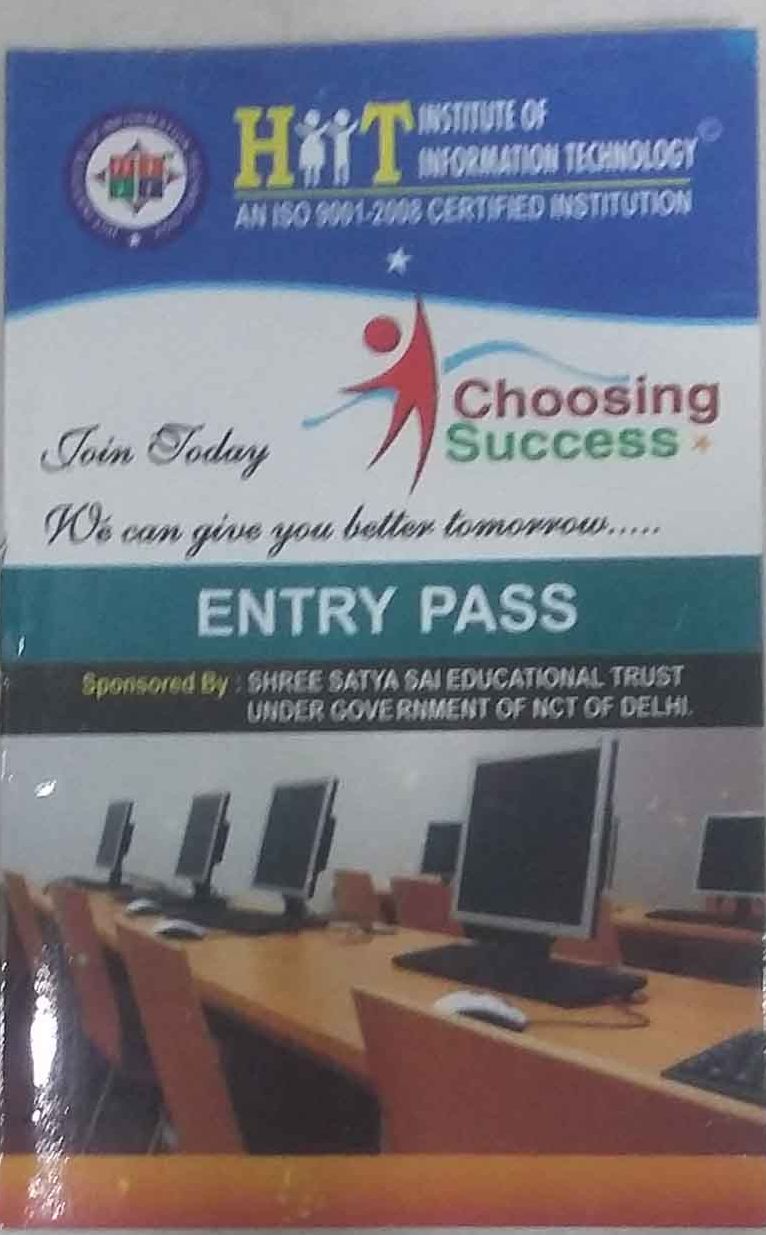 HIIT INSTITUTE OF
INFORMATION TECHNOLOGY
AN ISO 9001-2008 CERTIFIED INSTITUTION
Choosing
Success
Join Today
We can give you better tomorrow.....
ENTRY PASS
Sponsored By : SHREE SATYA SAI EDUCATIONAL TRUST
UNDER GOVERNMENT OF NCT OF DELHI.